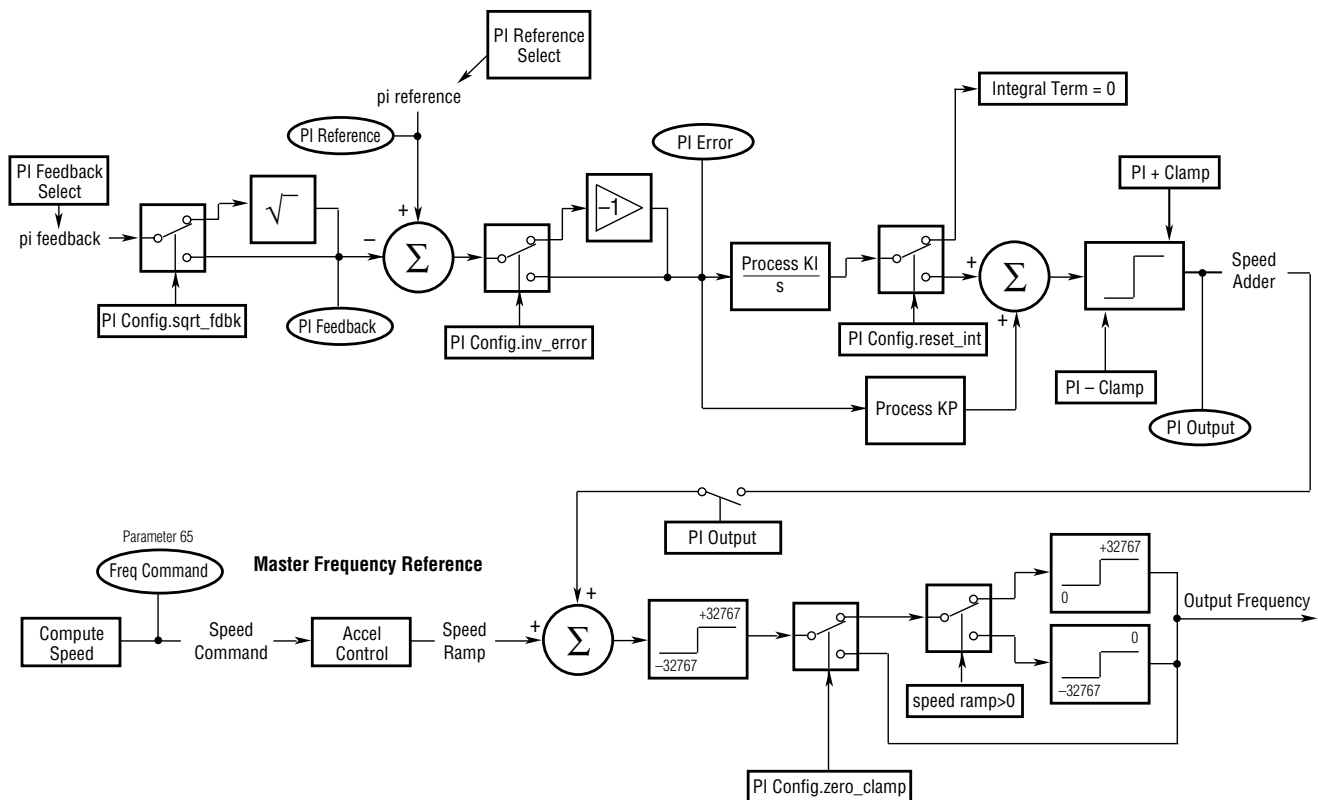 PI Reference
Select
pi reference
PI Reference
Integral Term = 0
PI Error
PI Feedback
Select
pi feedback
√
–1
PI + Clamp
+
–
Σ
Process KI
s
+
Σ
+
Speed
Adder
PI Config.sqrt_fdbk
PI Feedback
PI Config.inv_error
PI Config.reset_int
PI – Clamp
Process KP
PI Output
PI Output
Parameter 65
Freq Command
Master Frequency Reference
Compute
Speed
Speed
Command
Accel
Control
Speed
Ramp
+
+
Σ
+32767
–32767
+32767
0
Output Frequency
0
–32767
speed ramp>0
PI Config.zero_clamp